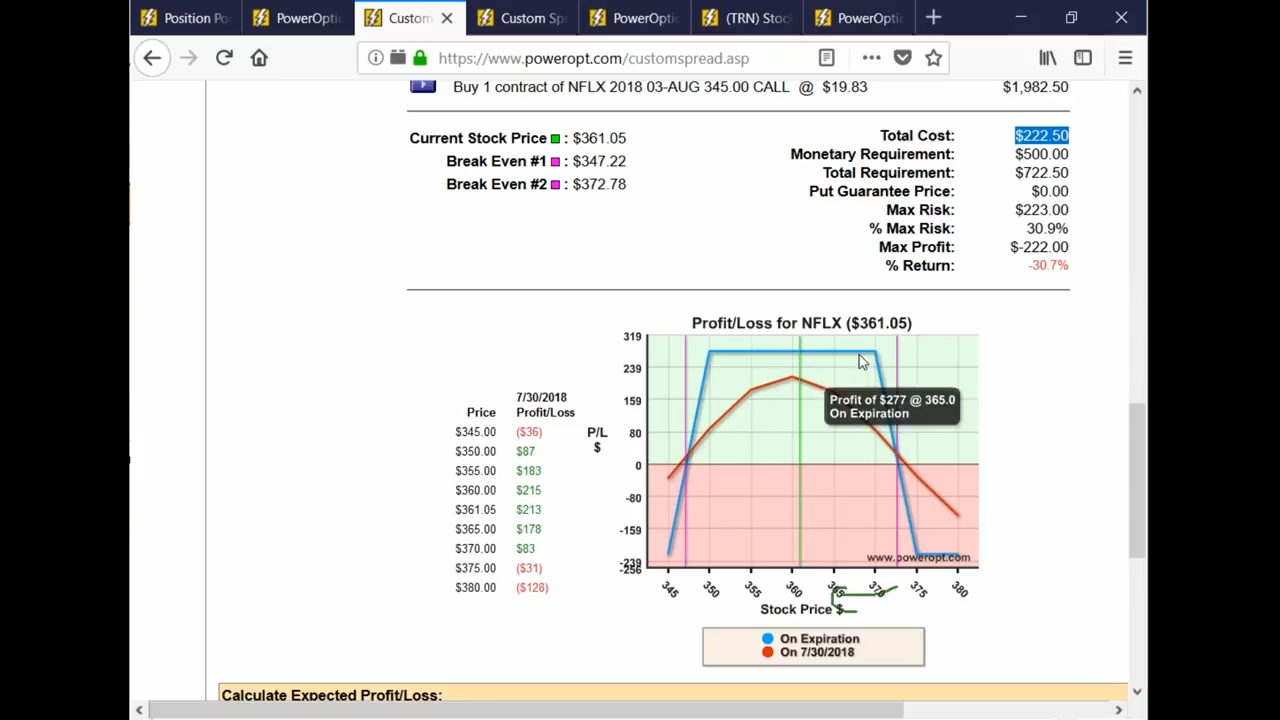 Position Po
PowerOptio
Custom
Custom Spr
PowerOptio
(TRN) Stoc
PowerOptio
https://www.poweropt.com/customspread.asp
Buy 1 contract of NFLX 2018 03-AUG 345.00 CALL @ $19.83 $1,982.50
Current Stock Price : $361.05
Break Even #1 : $347.22
Break Even #2 : $372.78
Total Cost: $222.50
Monetary Requirement: $500.00
Total Requirement: $722.50
Put Guarantee Price: $0.00
Max Risk: $223.00
% Max Risk: 30.9%
Max Profit: $-222.00
% Return: -30.7%
Profit/Loss for NFLX ($361.05)
7/30/2018
Price Profit/Loss
$345.00 ($36)
$350.00 $87
$355.00 $183
$360.00 $215
$361.05 $213
$365.00 $178
$370.00 $83
$375.00 ($31)
$380.00 ($128)
P/L
$
319
239
159
80
0
-80
-159
-239
-256
Profit of $277 @ 365.0
On Expiration
www.poweropt.com
345 350 355 360 365 370 375 380
Stock Price $
On Expiration
On 7/30/2018
Calculate Expected Profit/Loss: